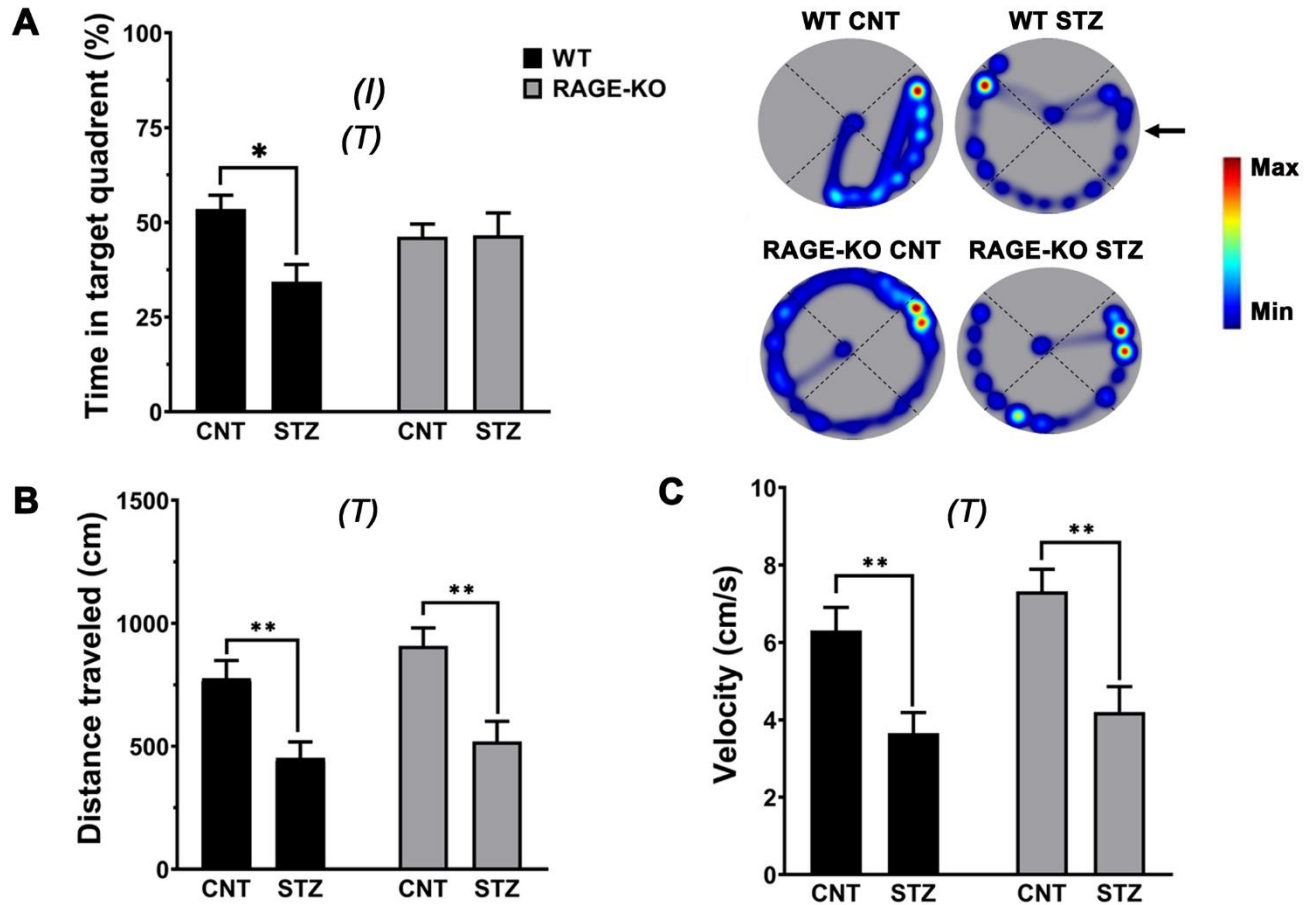 A
Time in target quadrent (%)
100
75
50
25
0
(I)
(T)
*
WT
RAGE-KO
CNT STZ CNT STZ
WT CNT WT STZ
RAGE-KO CNT RAGE-KO STZ
Max
Min
B
Distance traveled (cm)
1500
1000
500
0
(T)
** **
CNT STZ CNT STZ
C
Velocity (cm/s)
10
8
6
4
2
0
(T)
** **
CNT STZ CNT STZ